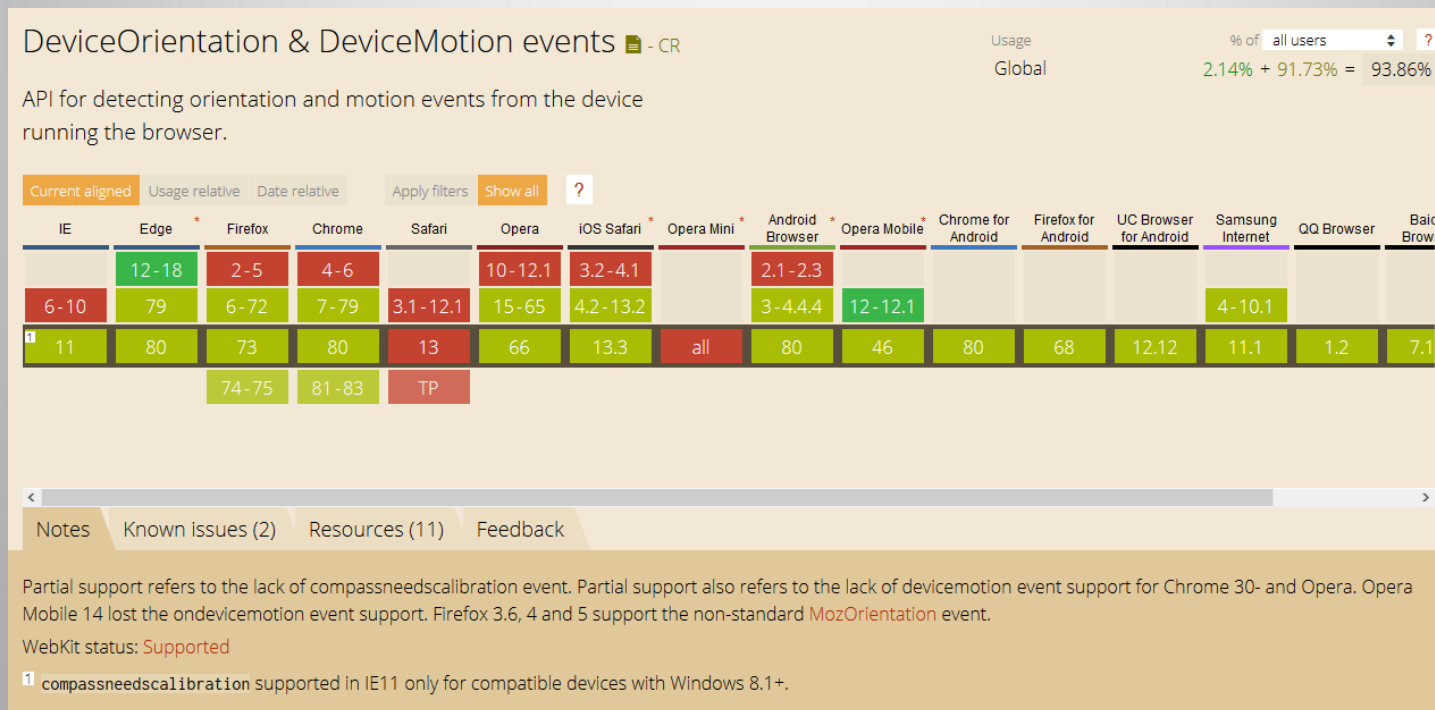 DeviceOrientation & DeviceMotion events - CR
Usage % of all users ?
Global 2.14% + 91.73% = 93.86%
API for detecting orientation and motion events from the device
running the browser.
Current aligned Usage relative Date relative Apply filters Show all ?
IE Edge * Firefox Chrome Safari Opera iOS Safari * Opera Mini * Android Browser * Opera Mobile * Chrome for Android Firefox for Android UC Browser for Android Samsung Internet QQ Browser
12-18 2-5 4-6 10-12.1 3.2-4.1 2.1-2.3
6-10 79 6-72 7-79 3.1-12.1 15-65 4.2-13.2 3-4.4.4 12-12.1 4-10.1
1 11 80 73 80 13 66 13.3 all 80 46 80 68 12.12 11.1 1.2 7.1
74-75 81-83 TP
Notes Known issues (2) Resources (11) Feedback
Partial support refers to the lack of compassneedscalibration event. Partial support also refers to the lack of devicemotion event support for Chrome 30- and Opera. Opera
Mobile 14 lost the ondevicemotion event support. Firefox 3.6, 4 and 5 support the non-standard MozOrientation event.
WebKit status: Supported
1 compassneedscalibration supported in IE11 only for compatible devices with Windows 8.1+.